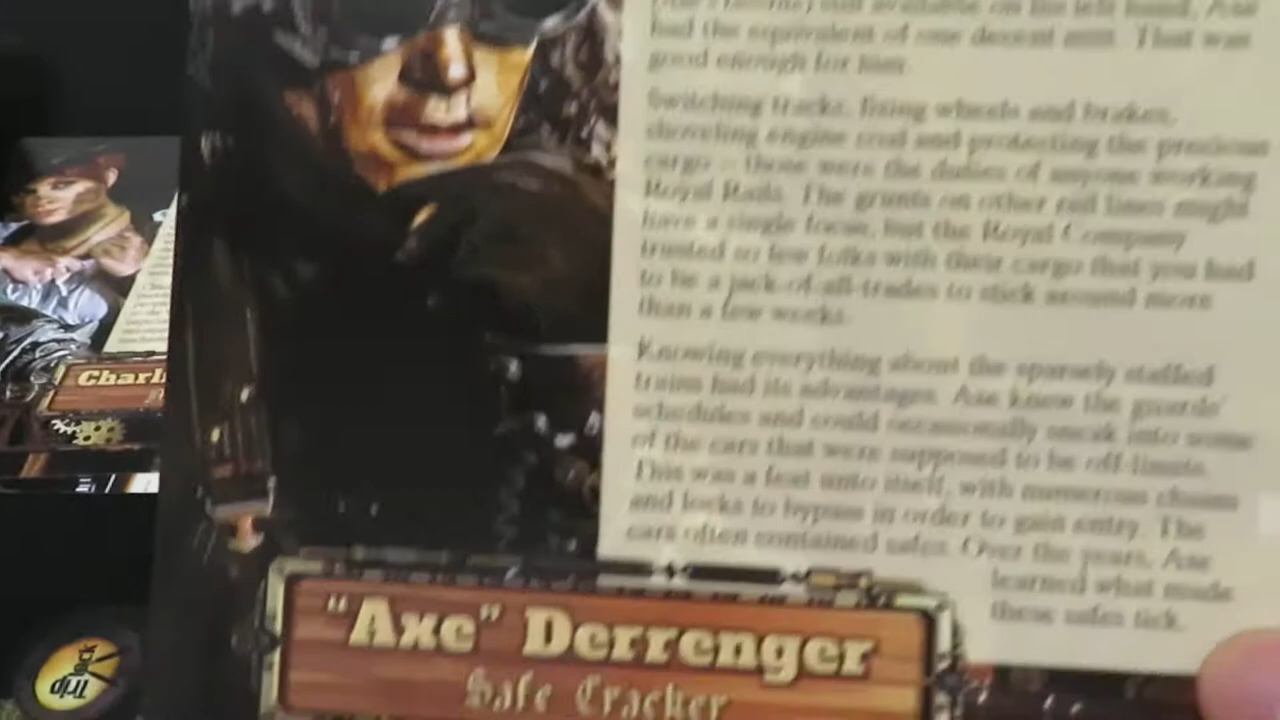 had the equivalent of one decent arm. That was
good enough for him.
Switching tracks, fixing wheels and brakes,
shoveling engine coal and protecting the precious
cargo – those were the duties of anyone working
Royal Rails. The grunts on other rail lines might
have a single focus, but the Royal Company
trusted so few folks with their cargo that you had
to be a jack-of-all-trades to stick around more
than a few weeks.
Knowing everything about the sparsely staffed
trains had its advantages. Axe knew the guards'
schedules and could occasionally sneak into some
of the cars that were supposed to be off-limits.
This was a feat unto itself, with numerous chains
and locks to bypass in order to gain entry. The
cars often contained safes. Over the years, Axe
learned what made
these safes tick.
"Axe" Derrenger
Safe Cracker
Charli
Trip Jack